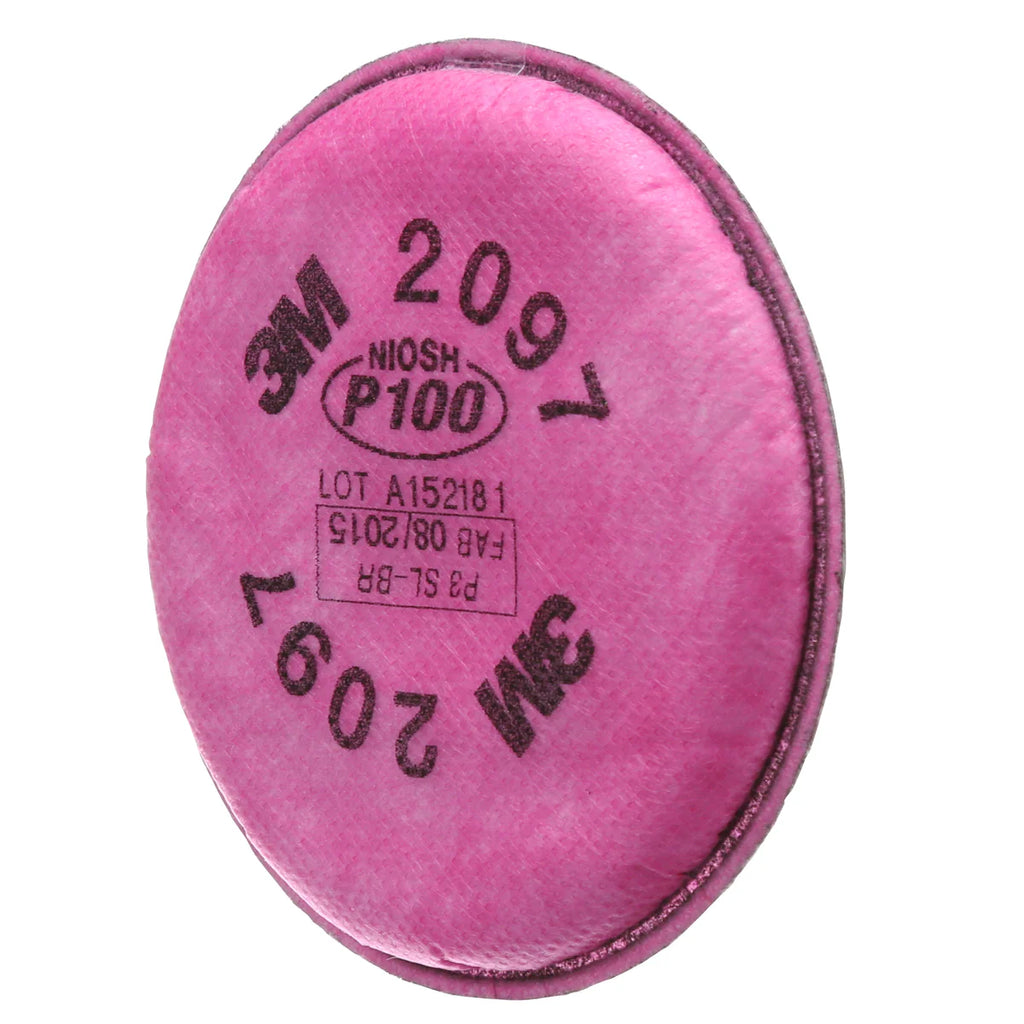 3M 2097
NIOSH
P100
LOT A152181
FAB 08/2015
P3 SL-BR
3M 2097